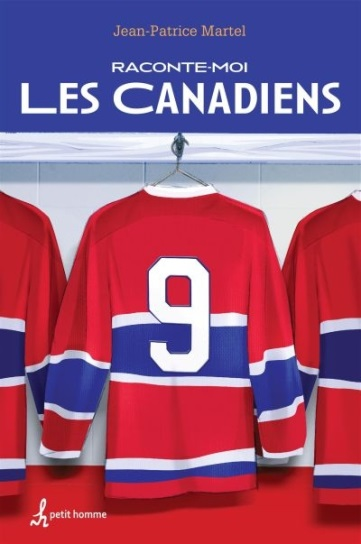 Jean-Patrice Martel
RACONTE-MOI
LES CANADIENS
9
petit homme